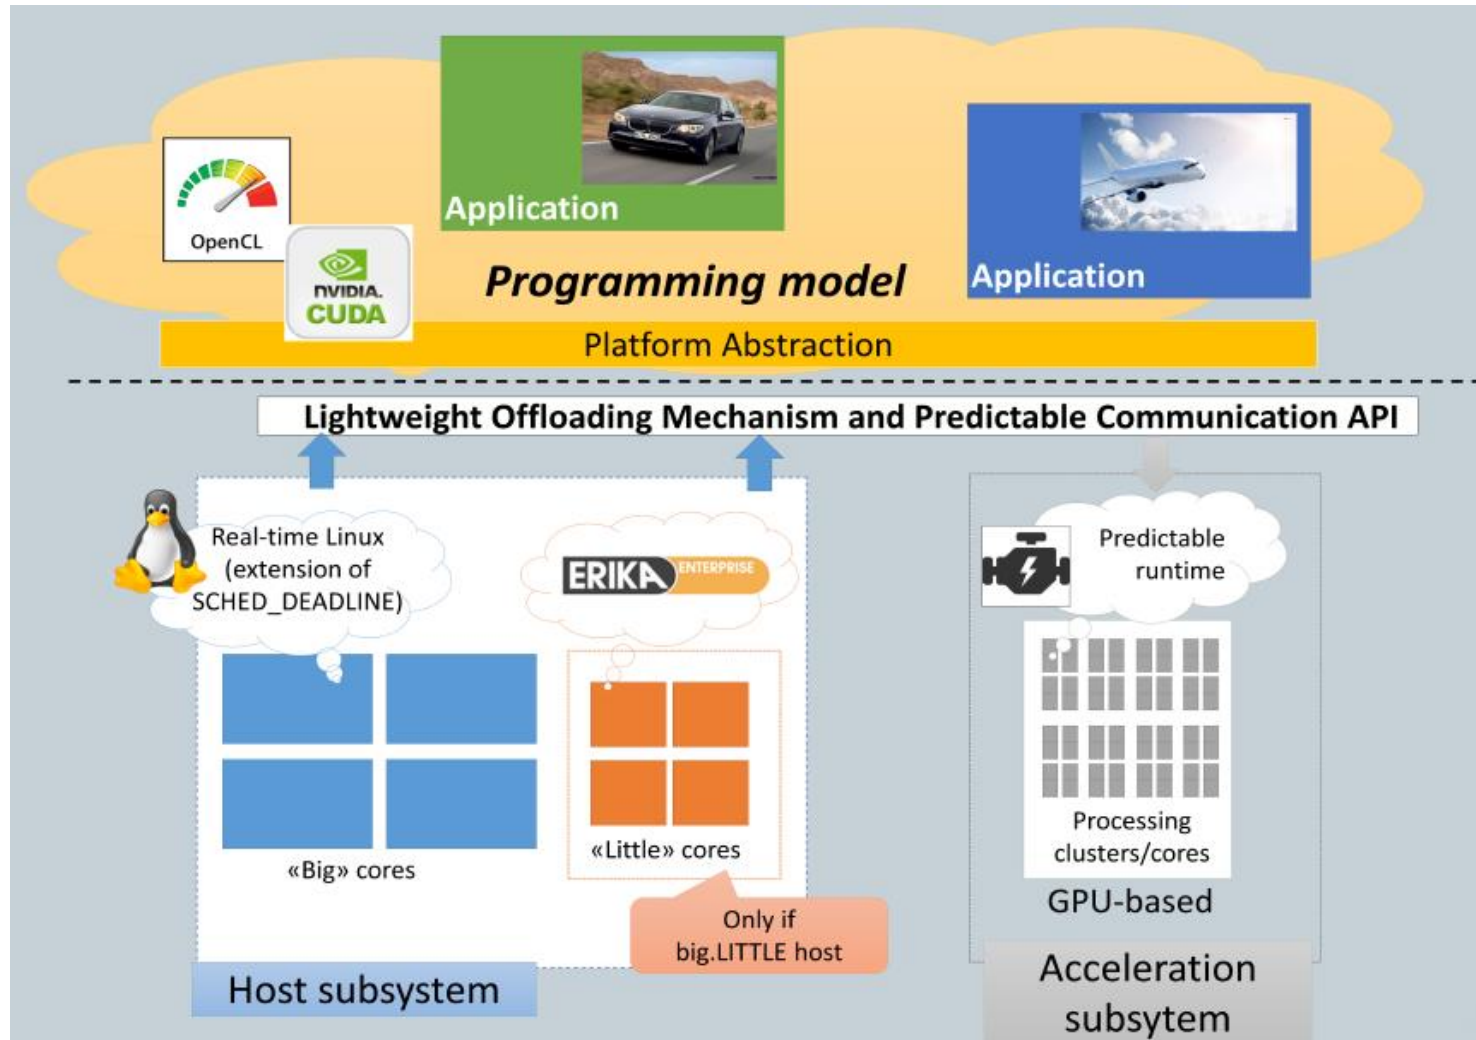 Application
OpenCL
Application
Programming model
NVIDIA.
CUDA
Platform Abstraction
Lightweight Offloading Mechanism and Predictable Communication API
Real-time Linux
(extension of
SCHED_DEADLINE)
ERIKA ENTERPRISE
Predictable
runtime
«Big» cores
«Little» cores
Only if
big.LITTLE host
Host subsystem
Processing
clusters/cores
GPU-based
Acceleration
subsytem